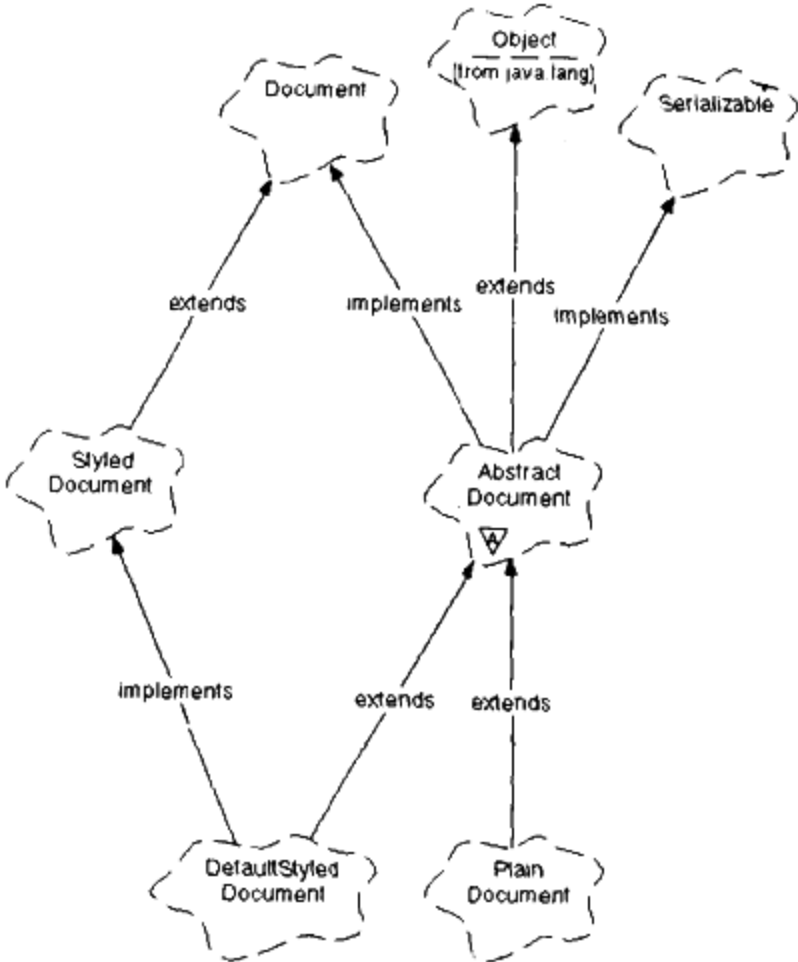 Object
(from java.lang)
Document
Serializable
extends
implements
extends
implements
Styled
Document
Abstract
Document
A
implements
extends
extends
DefaultStyled
Document
Plain
Document